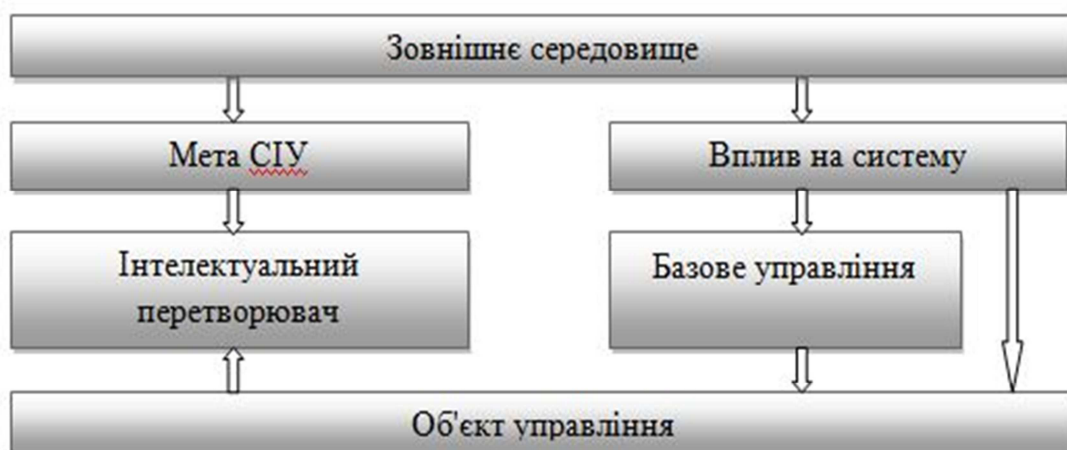 Зовнішнє середовище
Мета СІУ
Вплив на систему
Інтелектуальний
перетворювач
Базове управління
Об'єкт управління